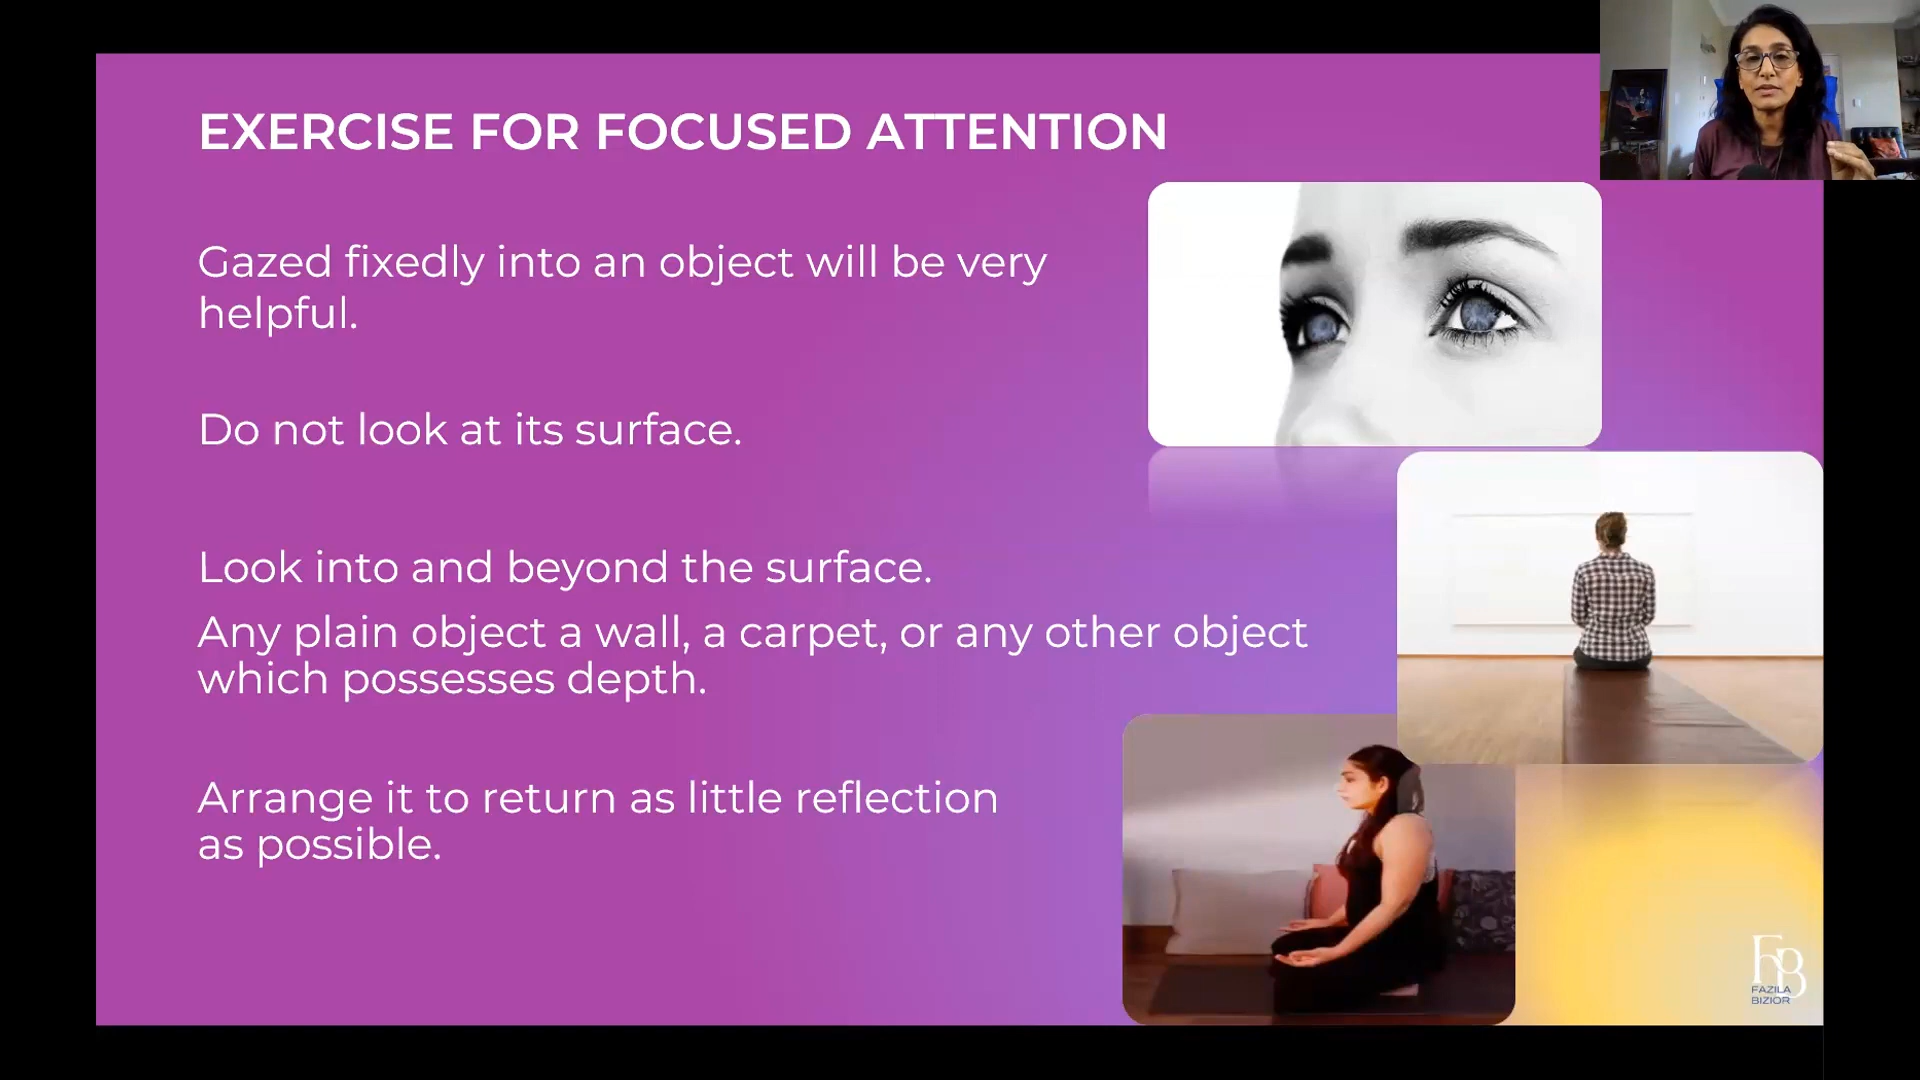 EXERCISE FOR FOCUSED ATTENTION
Gazed fixedly into an object will be very
helpful.
Do not look at its surface.
Look into and beyond the surface.
Any plain object a wall, a carpet, or any other object
which possesses depth.
Arrange it to return as little reflection
as possible.
FB
FAZILA
BIZIOR